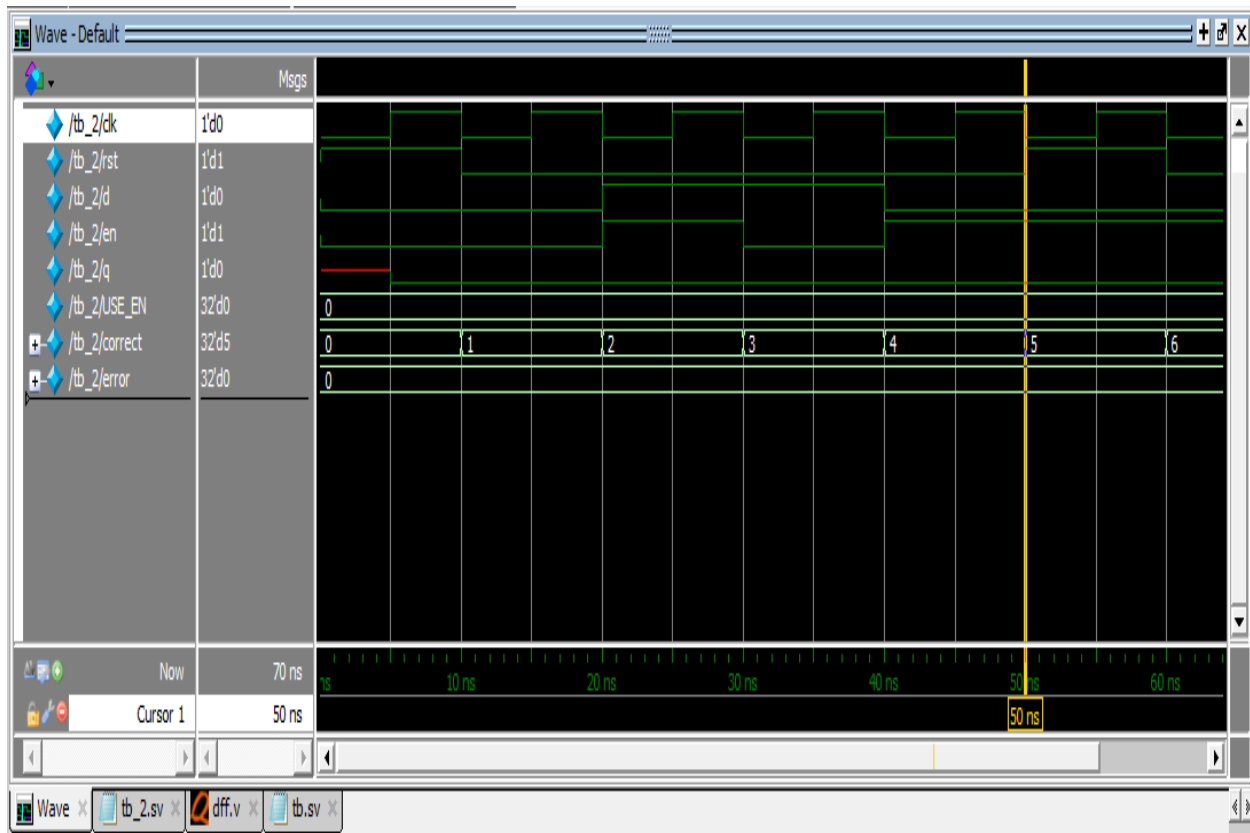 Wave - Default
Msgs
/tb_2/clk 1'd0
/tb_2/rst 1'd1
/tb_2/d 1'd0
/tb_2/en 1'd1
/tb_2/q 1'd0
/tb_2/USE_EN 32'd0 0
/tb_2/correct 32'd5 0 1 2 3 4 5 6
/tb_2/error 32'd0 0
Now 70 ns ns 10 ns 20 ns 30 ns 40 ns 50 ns 60 ns
Cursor 1 50 ns 50 ns
Wave tb_2.sv dff.v tb.sv